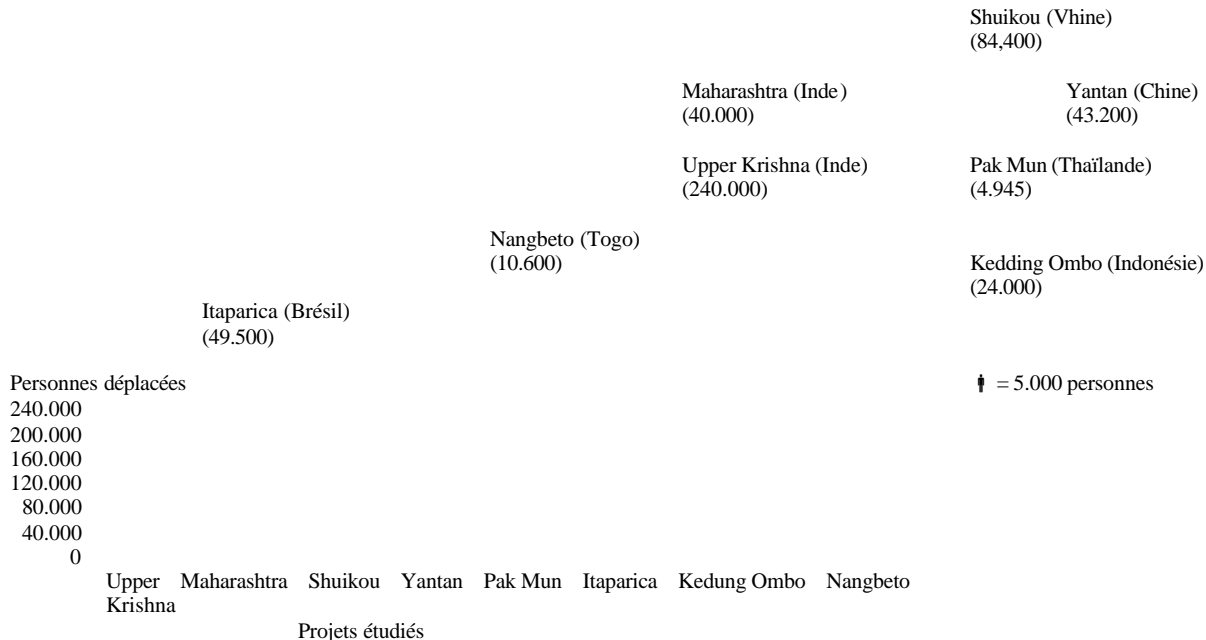 Shuikou (Vhine)
(84,400)
Maharashtra (Inde)
(40.000)
Yantan (Chine)
(43.200)
Upper Krishna (Inde)
(240.000)
Pak Mun (Thaïlande)
(4.945)
Nangbeto (Togo)
(10.600)
Kedding Ombo (Indonésie)
(24.000)
Itaparica (Brésil)
(49.500)
Personnes déplacées
= 5.000 personnes
240.000
200.000
160.000
120.000
80.000
40.000
0
Upper Maharashtra Shuikou Yantan Pak Mun Itaparica Kedung Ombo Nangbeto
Krishna
Projets étudiés